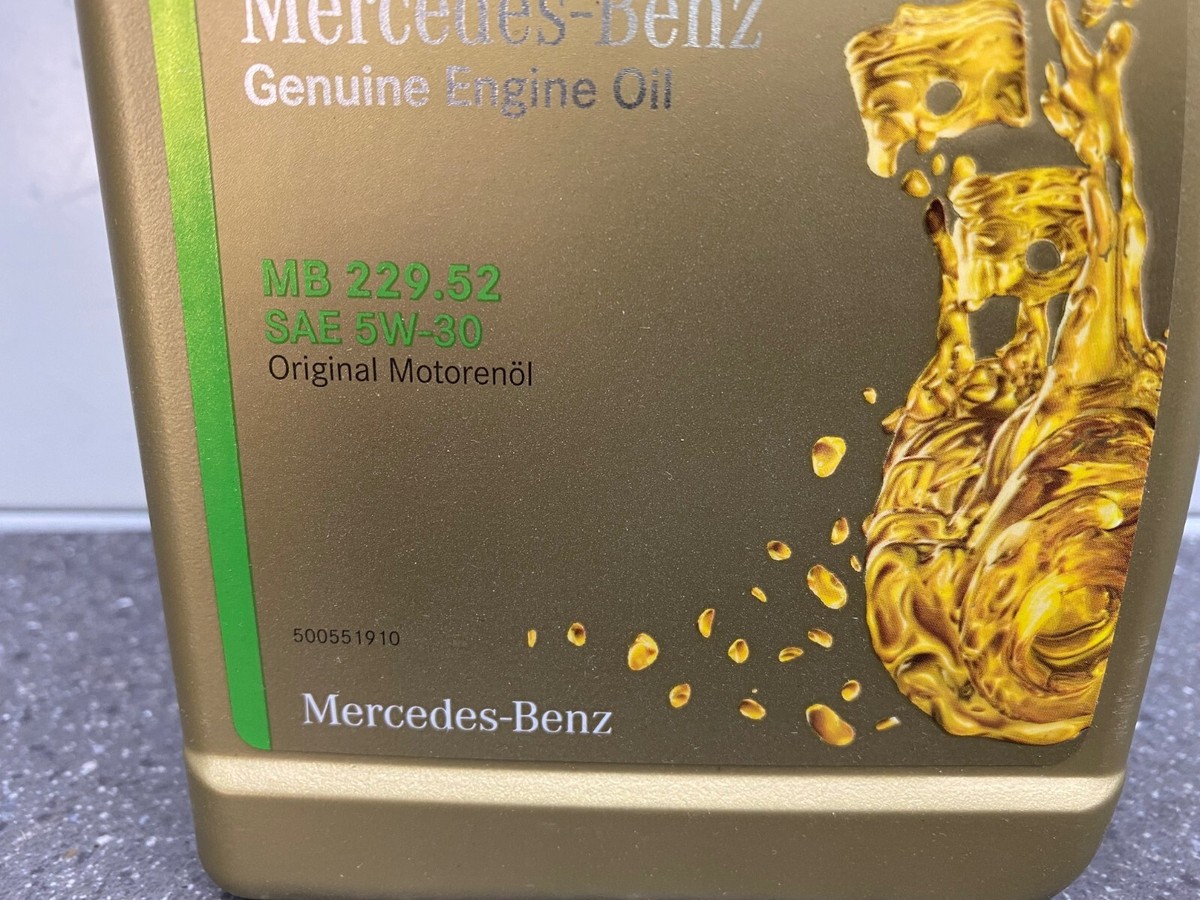 Mercedes-Benz
Genuine Engine Oil
MB 229.52
SAE 5W-30
Original Motorenöl
500551910
Mercedes-Benz